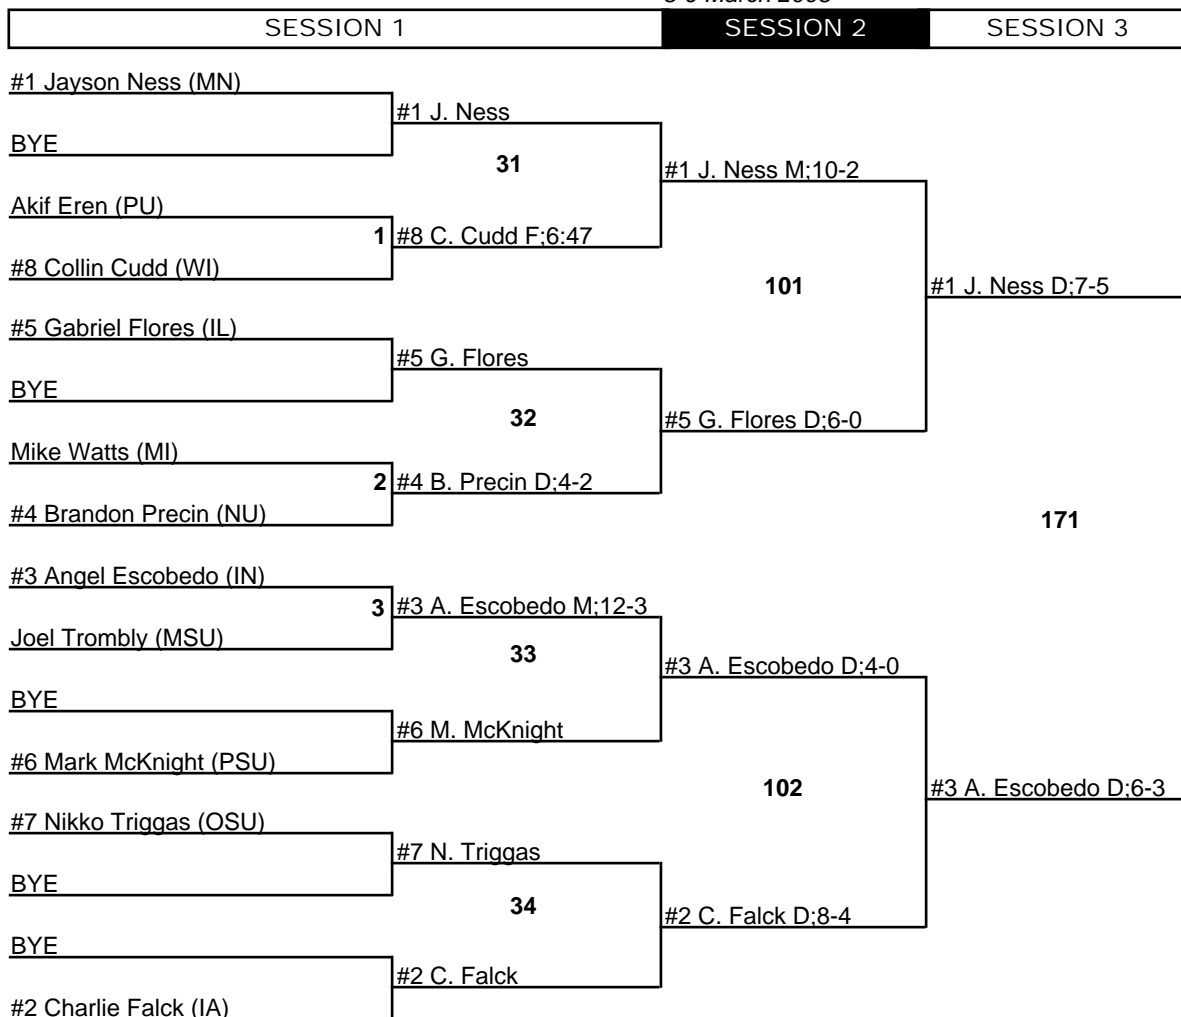 SESSION 1 SESSION 2 SESSION 3
#1 Jayson Ness (MN)
#1 J. Ness
BYE
31
#1 J. Ness M;10-2
Akif Eren (PU)
1 #8 C. Cudd F;6:47
#8 Collin Cudd (WI)
101
#1 J. Ness D;7-5
#5 Gabriel Flores (IL)
#5 G. Flores
BYE
32
#5 G. Flores D;6-0
Mike Watts (MI)
2 #4 B. Precin D;4-2
#4 Brandon Precin (NU)
171
#3 Angel Escobedo (IN)
3 #3 A. Escobedo M;12-3
Joel Trombly (MSU)
33
#3 A. Escobedo D;4-0
BYE
#6 M. McKnight
#6 Mark McKnight (PSU)
102
#3 A. Escobedo D;6-3
#7 Nikko Triggas (OSU)
#7 N. Triggas
BYE
34
#2 C. Falck D;8-4
BYE
#2 C. Falck
#2 Charlie Falck (IA)